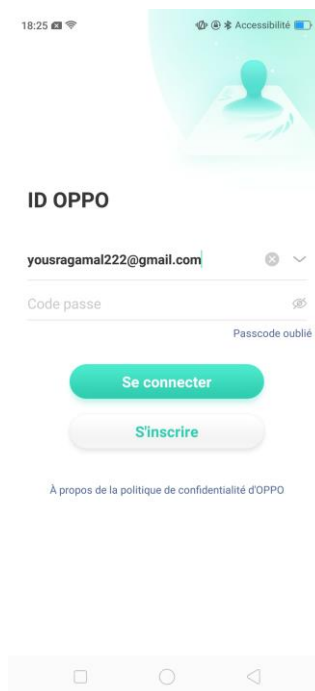 18:25
Accessibilité
ID OPPO
yousragamal222@gmail.com
Code passe
Passcode oublié
Se connecter
S'inscrire
À propos de la politique de confidentialité d'OPPO